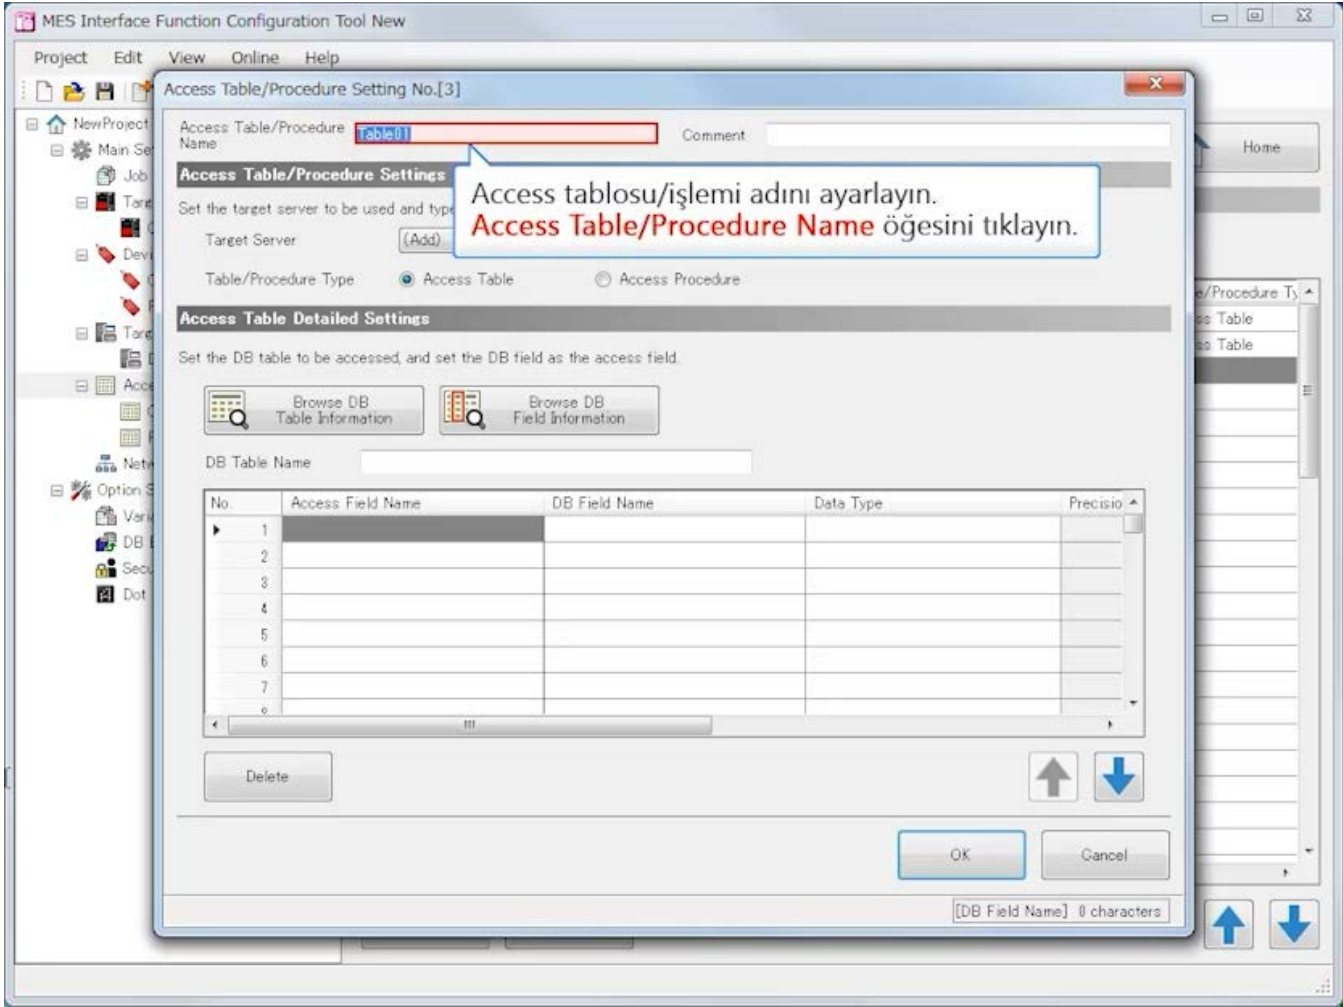 MES Interface Function Configuration Tool New
Project Edit View Online Help
Access Table/Procedure Setting No.[3]
NewProject
Access Table/Procedure
Name
Table01
Comment
Home
Main
Job
Access Table/Procedure Settings
Access tablosu/işlemi adını ayarlayın.
Access Table/Procedure Name öğesini tıklayın.
Set the target server to be used and type
Target Server
(Add)
Table/Procedure Type
Access Table
Access Procedure
e/Procedure Ty
ss Table
ss Table
Access Table Detailed Settings
Set the DB table to be accessed, and set the DB field as the access field.
Browse DB
Table Information
Browse DB
Field Information
DB Table Name
Option S
DB
Dot
No. Access Field Name DB Field Name Data Type Precisio
1
2
3
4
5
6
7
Delete
OK
Cancel
[DB Field Name] 0 characters